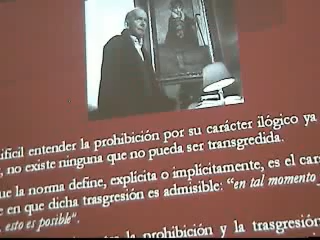 ificil entender la prohibición por su carácter ilógico ya
, no existe ninguna que no pueda ser transgredida.
ue la norma define, explícita o implícitamente, es el cara
e en que dicha trasgresión es admisible: “en tal momento
, esto es posible”.
la prohibición y la trasgresión